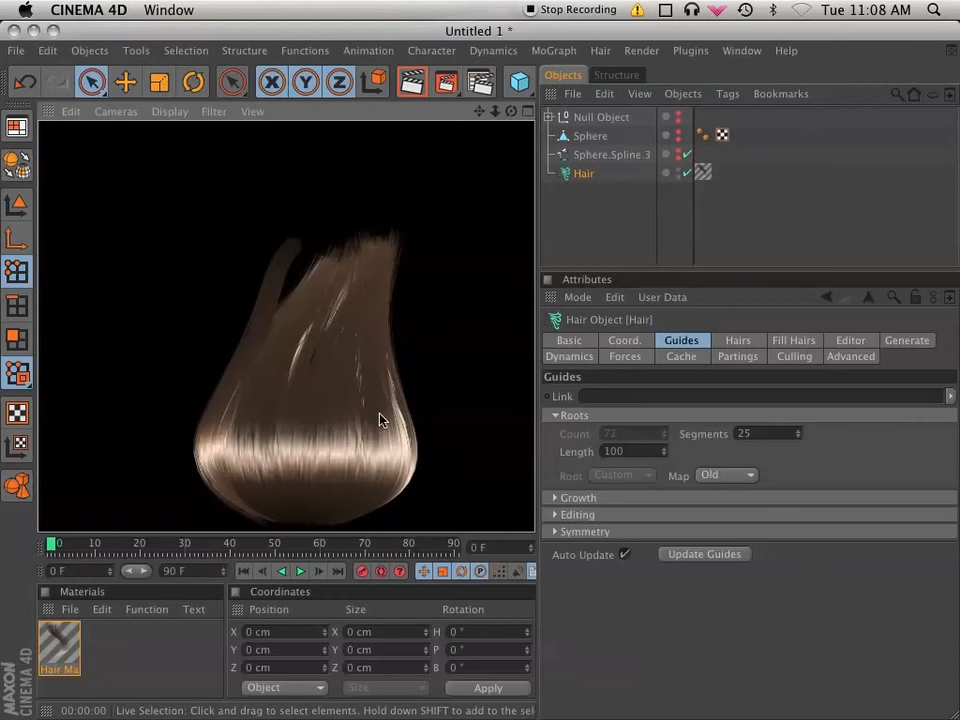 CINEMA 4D Window Stop Recording Tue 11:08 AM
Untitled 1 *
File Edit Objects Tools Selection Structure Functions Animation Character Dynamics MoGraph Hair Render Plugins Window Help
X Y Z
Edit Cameras Display Filter View
Objects Structure
File Edit View Objects Tags Bookmarks
Null Object
Sphere
Sphere.Spline.3
Hair
Attributes
Mode Edit User Data
Hair Object [Hair]
Basic Coord. Guides Hairs Fill Hairs Editor Generate
Dynamics Forces Cache Partings Culling Advanced
Guides
Link
Roots
Count 72 Segments 25
Length 100
Root Custom Map Old
Growth
Editing
Symmetry
Auto Update Update Guides
0 10 20 30 40 50 60 70 80 90 0 F
0 F 90 F
Materials
File Edit Function Text
Hair Ma
Coordinates
Position Size Rotation
X 0 cm X 0 cm H 0 °
Y 0 cm Y 0 cm P 0 °
Z 0 cm Z 0 cm B 0 °
Object Size Apply
MAXON
CINEMA 4D
00:00:00 Live Selection: Click and drag to select elements. Hold down SHIFT to add to the sel